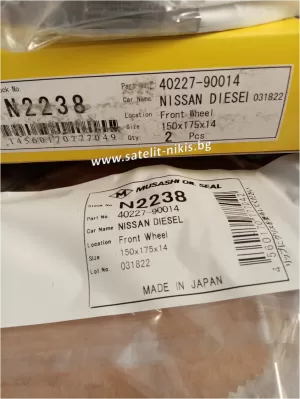 Stock No. Part No. 40227-90014
N2238 Car Name NISSAN DIESEL 031822
Location Front Wheel
Size 150x175x14
2 Pcs
www.satelit-nikis.bg
MUSASHI OIL SEAL
Stock No. N2238
Part No. 40227-90014
Car Name NISSAN DIESEL
Location Front Wheel
Size 150x175x14
Lot No. 031822
MADE IN JAPAN